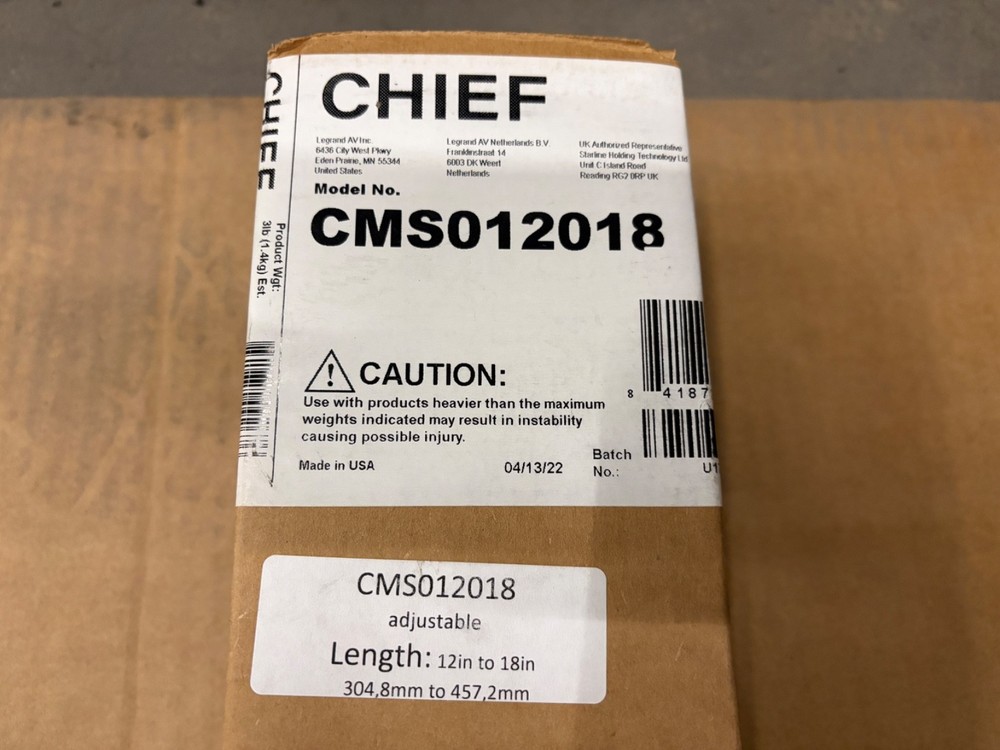 CHIEF
Legrand AV Inc.
6436 City West Pkwy
Eden Prairie, MN 55344
United States
Legrand AV Netherlands B.V
Franklinstraat 14
6003 DK Weert
Netherlands
UK Authorized Representative
Starline Holding Technology Ltd
Unit C Island Road
Reading RG2 0RP UK
Model No.
CMS012018
CAUTION:
Use with products heavier than the maximum
weights indicated may result in instability
causing possible injury.
Made in USA
04/13/22
Batch
No.:
8 4187
CHIEF
Product Wgt:
3lb (1.4kg) Est.
CMS012018
adjustable
Length: 12in to 18in
304,8mm to 457,2mm